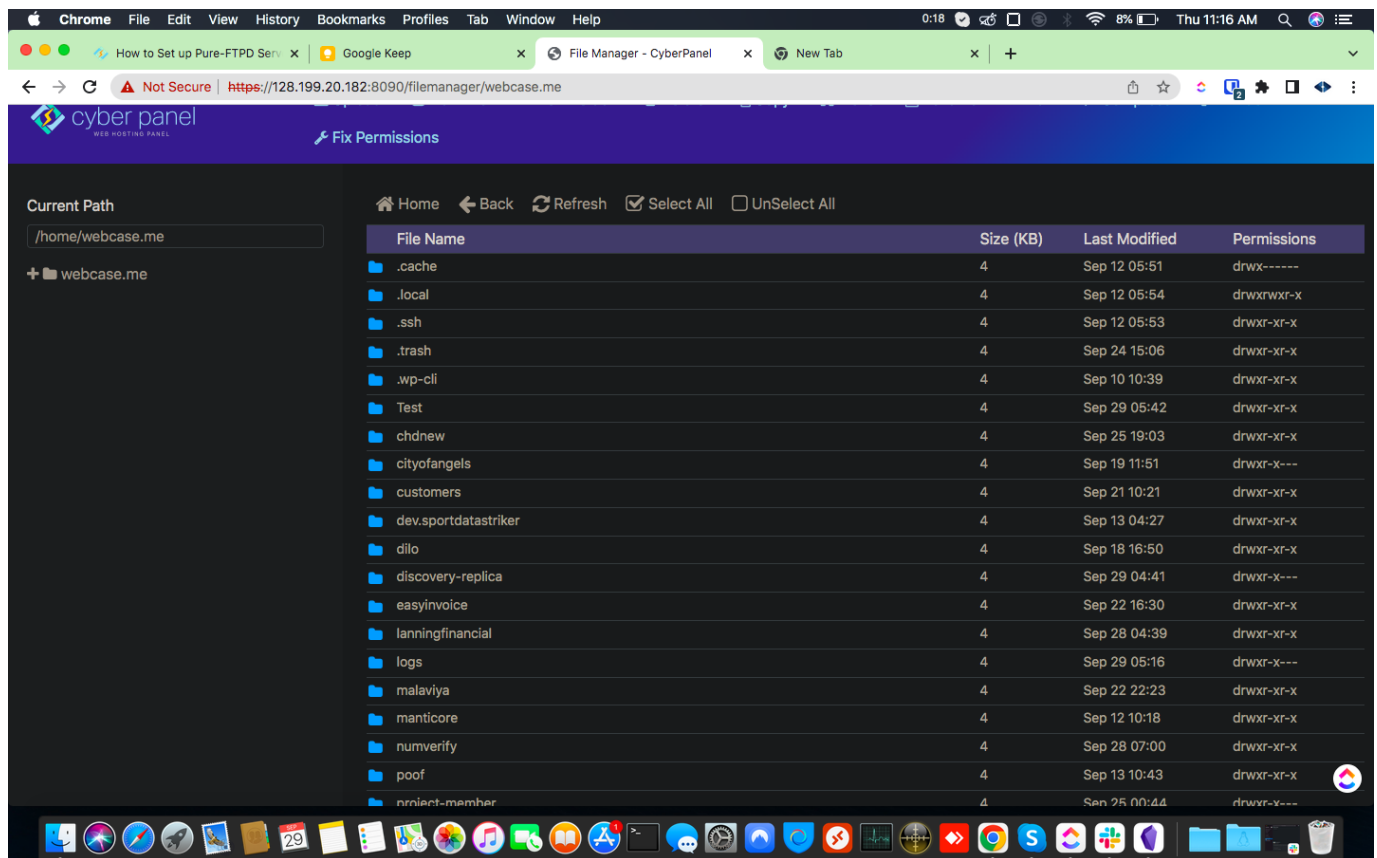 Chrome File Edit View History Bookmarks Profiles Tab Window Help 0:18 8% Thu 11:16 AM
How to Set up Pure-FTPD Serv Google Keep File Manager - CyberPanel New Tab
Not Secure https://128.199.20.182:8090/filemanager/webcase.me 2
cyber panel
WEB HOSTING PANEL
Fix Permissions
Current Path
/home/webcase.me
webcase.me
Home Back Refresh Select All UnSelect All
File Name Size (KB) Last Modified Permissions
.cache 4 Sep 12 05:51 drwx------
.local 4 Sep 12 05:54 drwxrwxr-x
.ssh 4 Sep 12 05:53 drwxr-xr-x
.trash 4 Sep 24 15:06 drwxr-xr-x
.wp-cli 4 Sep 10 10:39 drwxr-xr-x
Test 4 Sep 29 05:42 drwxr-xr-x
chdnew 4 Sep 25 19:03 drwxr-xr-x
cityofangels 4 Sep 19 11:51 drwxr-x---
customers 4 Sep 21 10:21 drwxr-xr-x
dev.sportdatastriker 4 Sep 13 04:27 drwxr-xr-x
dilo 4 Sep 18 16:50 drwxr-xr-x
discovery-replica 4 Sep 29 04:41 drwxr-x---
easyinvoice 4 Sep 22 16:30 drwxr-xr-x
lanningfinancial 4 Sep 28 04:39 drwxr-xr-x
logs 4 Sep 29 05:16 drwxr-x---
malaviya 4 Sep 22 22:23 drwxr-xr-x
manticore 4 Sep 12 10:18 drwxr-xr-x
numverify 4 Sep 28 07:00 drwxr-xr-x
poof 4 Sep 13 10:43 drwxr-xr-x
project-member 4 Sep 25 00:44 drwxr-x---
SEP
29
1